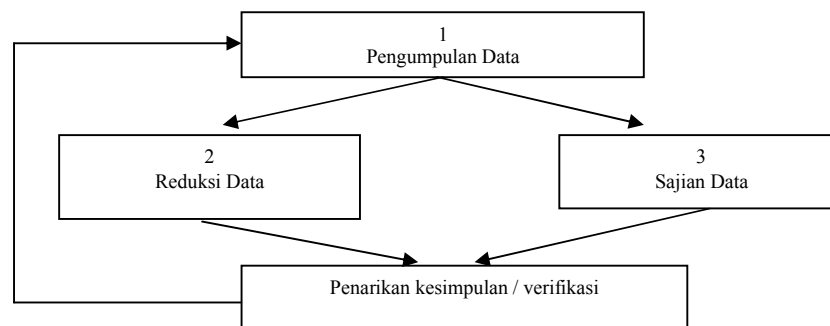 1
Pengumpulan Data
2
Reduksi Data
3
Sajian Data
Penarikan kesimpulan / verifikasi